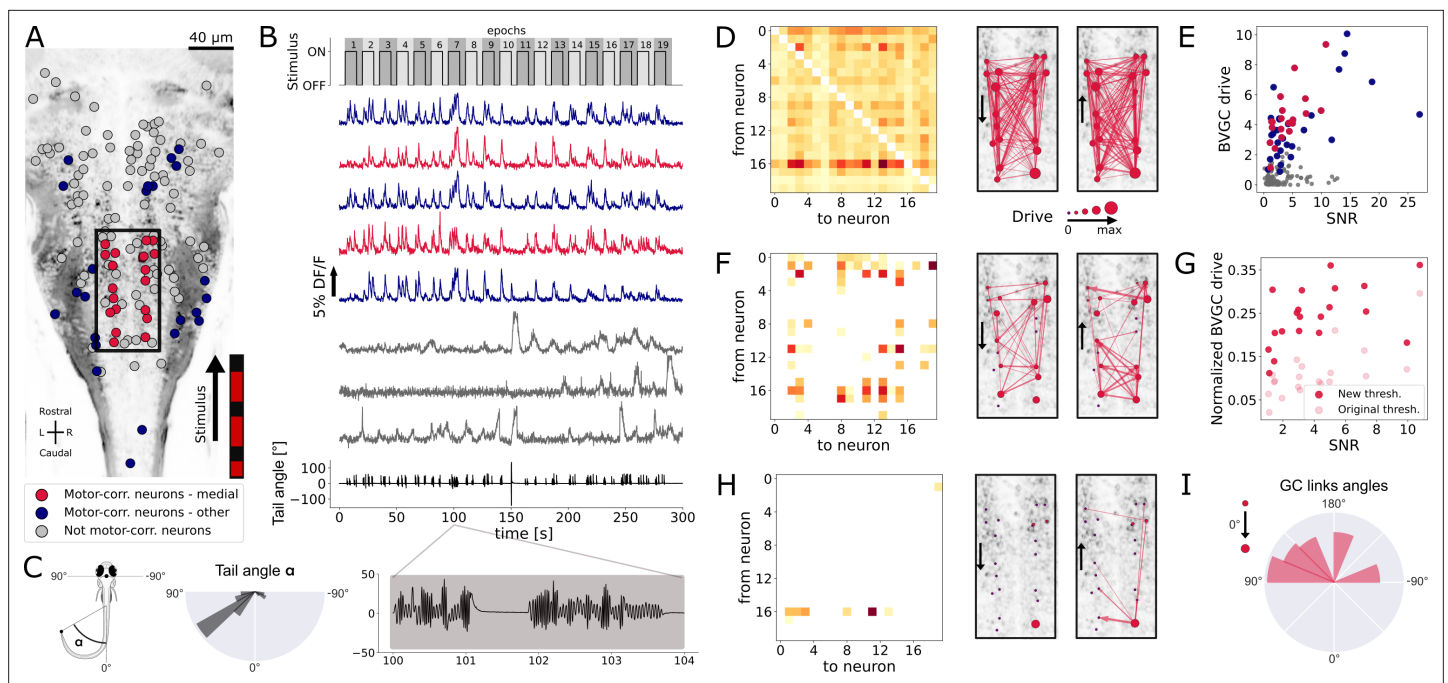 A
40 µm
Stimulus
Rostral
L R
Caudal
Motor-corr. neurons - medial
Motor-corr. neurons - other
Not motor-corr. neurons
B
epochs
1 2 3 4 5 6 7 8 9 10 11 12 13 14 15 16 17 18 19
Stimulus
ON
OFF
5% DF/F
Tail angle [°]
100
0
−100
0 50 100 150 200 250 300
time [s]
50
0
−50
100 101 102 103 104
C
90° -90°
α
0°
Tail angle α
90° -90°
0°
D
from neuron
0
4
8
12
16
0 4 8 12 16
to neuron
Drive
0 max
E
BVGC drive
10
8
6
4
2
0
0 5 10 15 20 25
SNR
F
from neuron
0
4
8
12
16
0 4 8 12 16
to neuron
G
Normalized BVGC drive
0.35
0.25
0.15
0.05
New thresh.
Original thresh.
2 4 6 8 10
SNR
H
from neuron
0
4
8
12
16
0 4 8 12 16
to neuron
I
GC links angles
0°
180°
90° -90°
0°